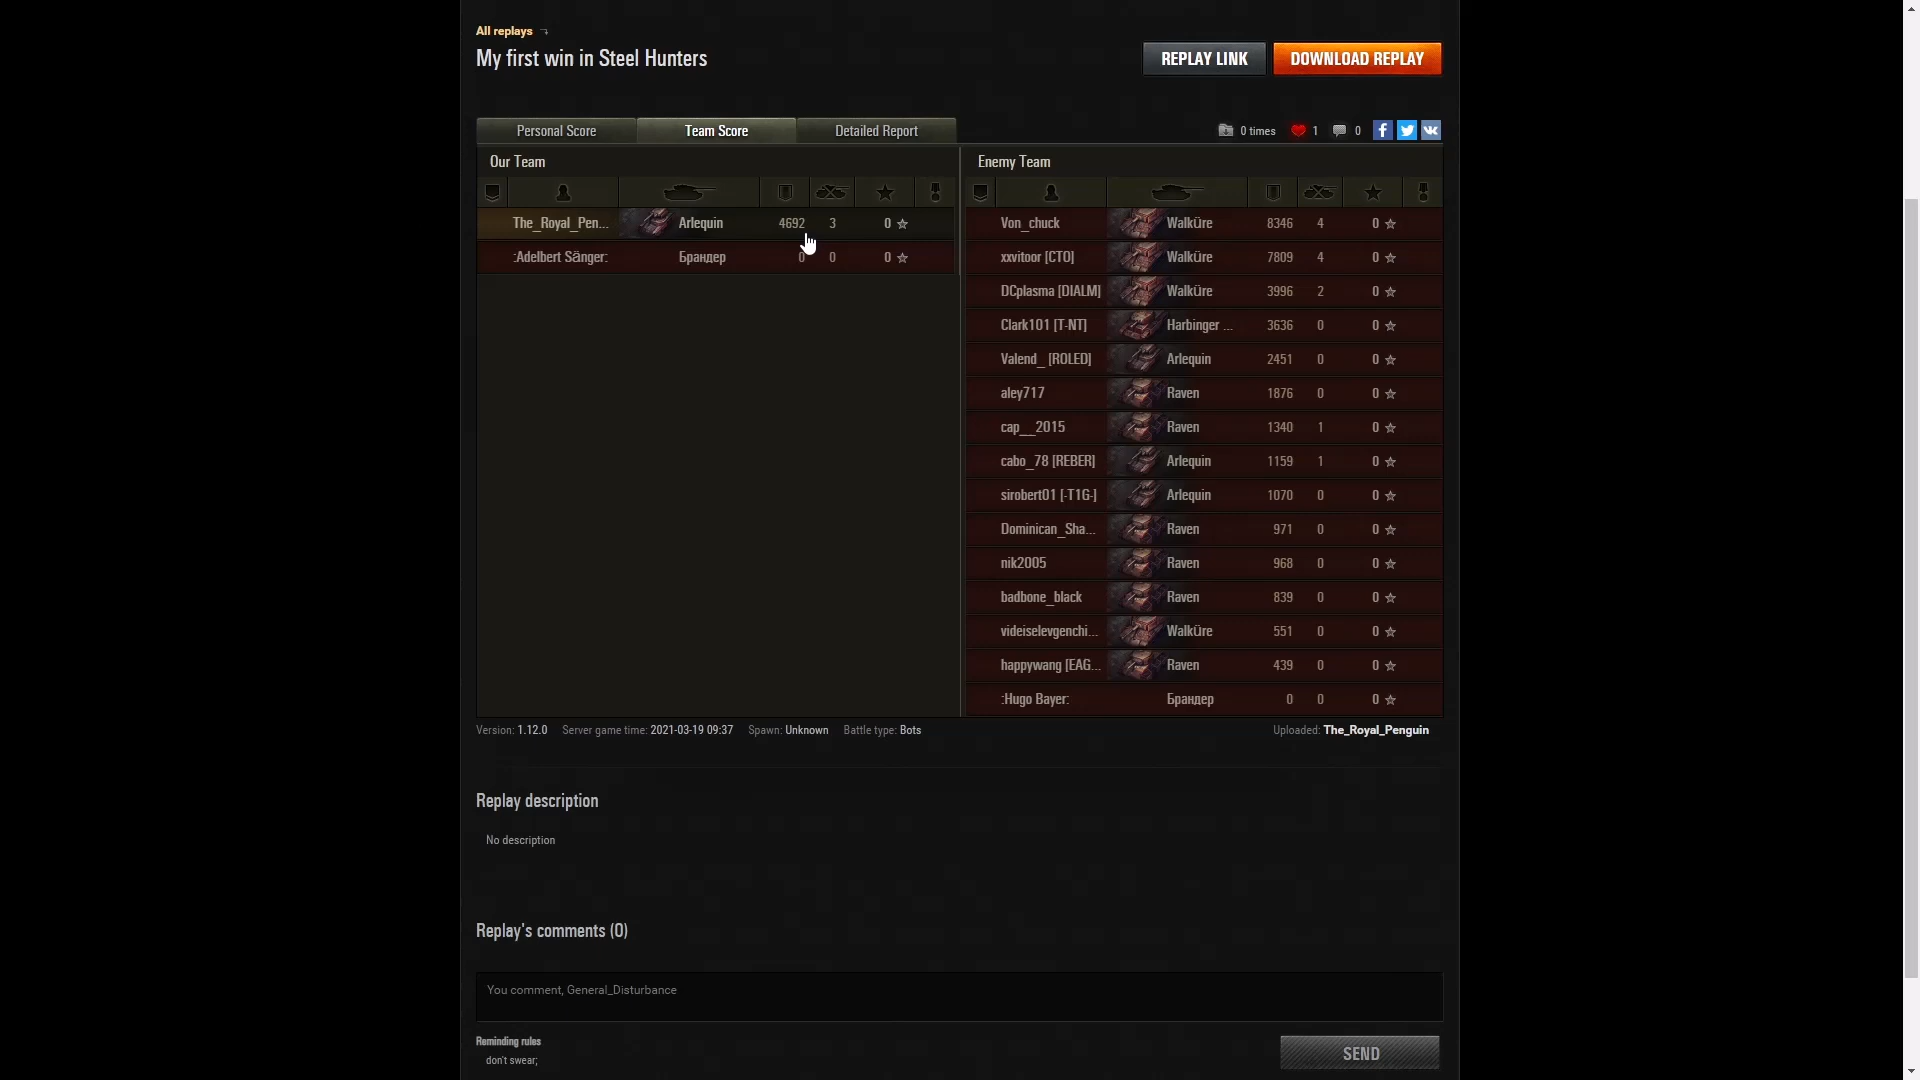 All replays
My first win in Steel Hunters
REPLAY LINK
DOWNLOAD REPLAY
Personal Score
Team Score
Detailed Report
0 times
1
0
Our Team
Enemy Team
The_Royal_Pen... Arlequin 4692 3 0
:Adelbert Sänger: Брандер 0 0 0
Von_chuck Walküre 8346 4 0
xxvitoor [CTO] Walküre 7809 4 0
DCplasma [DIALM] Walküre 3996 2 0
Clark101 [T-NT] Harbinger ... 3636 0 0
Valend_ [ROLED] Arlequin 2451 0 0
aley717 Raven 1876 0 0
cap__2015 Raven 1340 1 0
cabo_78 [REBER] Arlequin 1159 1 0
sirobert01 [-T1G-] Arlequin 1070 0 0
Dominican_Sha... Raven 971 0 0
nik2005 Raven 968 0 0
badbone_black Raven 839 0 0
videiselevgenchi... Walküre 551 0 0
happywang [EAG... Raven 439 0 0
:Hugo Bayer: Брандер 0 0 0
Version: 1.12.0 Server game time: 2021-03-19 09:37 Spawn: Unknown Battle type: Bots
Uploaded: The_Royal_Penguin
Replay description
No description
Replay's comments (0)
You comment, General_Disturbance
Reminding rules
don't swear;
SEND